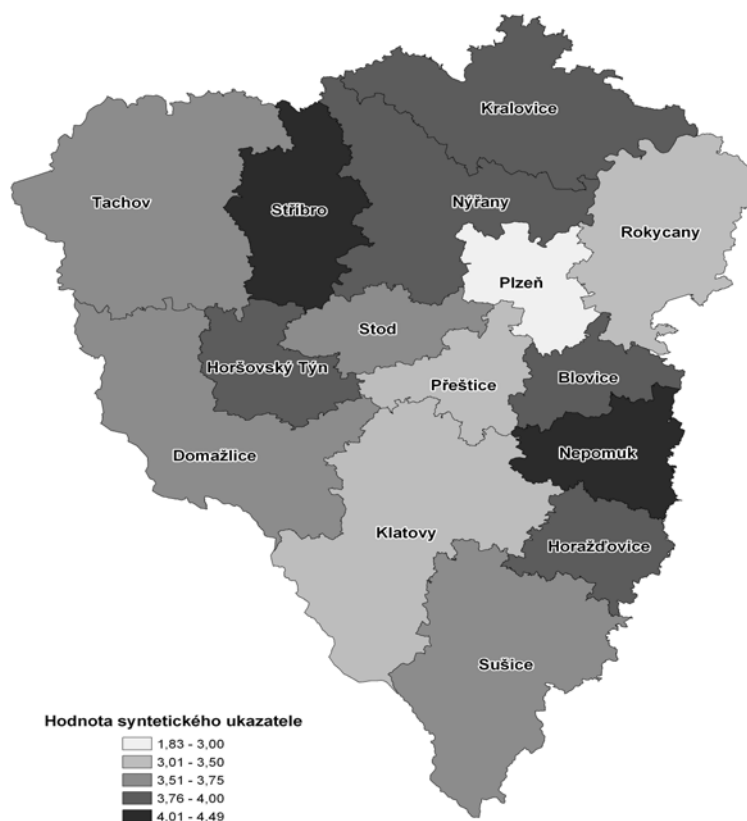 Kralovice
Tachov
Stříbro
Nýřany
Rokycany
Plzeň
Stod
Horšovský Týn
Přeštice
Blovice
Domažlice
Nepomuk
Klatovy
Horažďovice
Sušice
Hodnota syntetického ukazatele
1,83 - 3,00
3,01 - 3,50
3,51 - 3,75
3,76 - 4,00
4,01 - 4,49